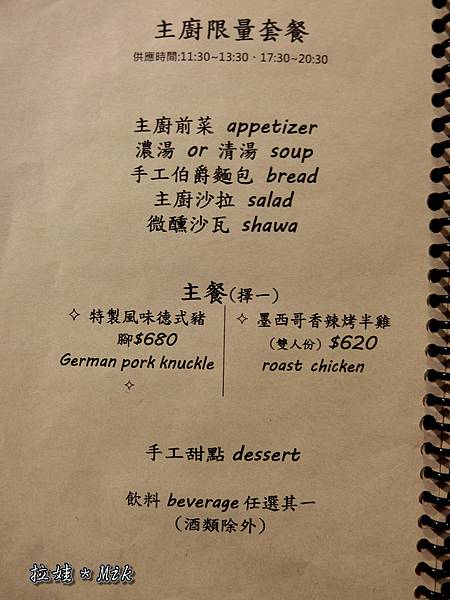 主廚限量套餐
供應時間:11:30~13:30、17:30~20:30
主廚前菜 appetizer
濃湯 or 清湯 soup
手工伯爵麵包 bread
主廚沙拉 salad
微醺沙瓦 shawa
主餐(擇一)
✧ 特製風味德式豬
腳$680
German pork knuckle
✧
✧ 墨西哥香辣烤半雞
(雙人份) $620
roast chicken
手工甜點 dessert
飲料 beverage 任選其一
(酒類除外)
拉娃*Mik